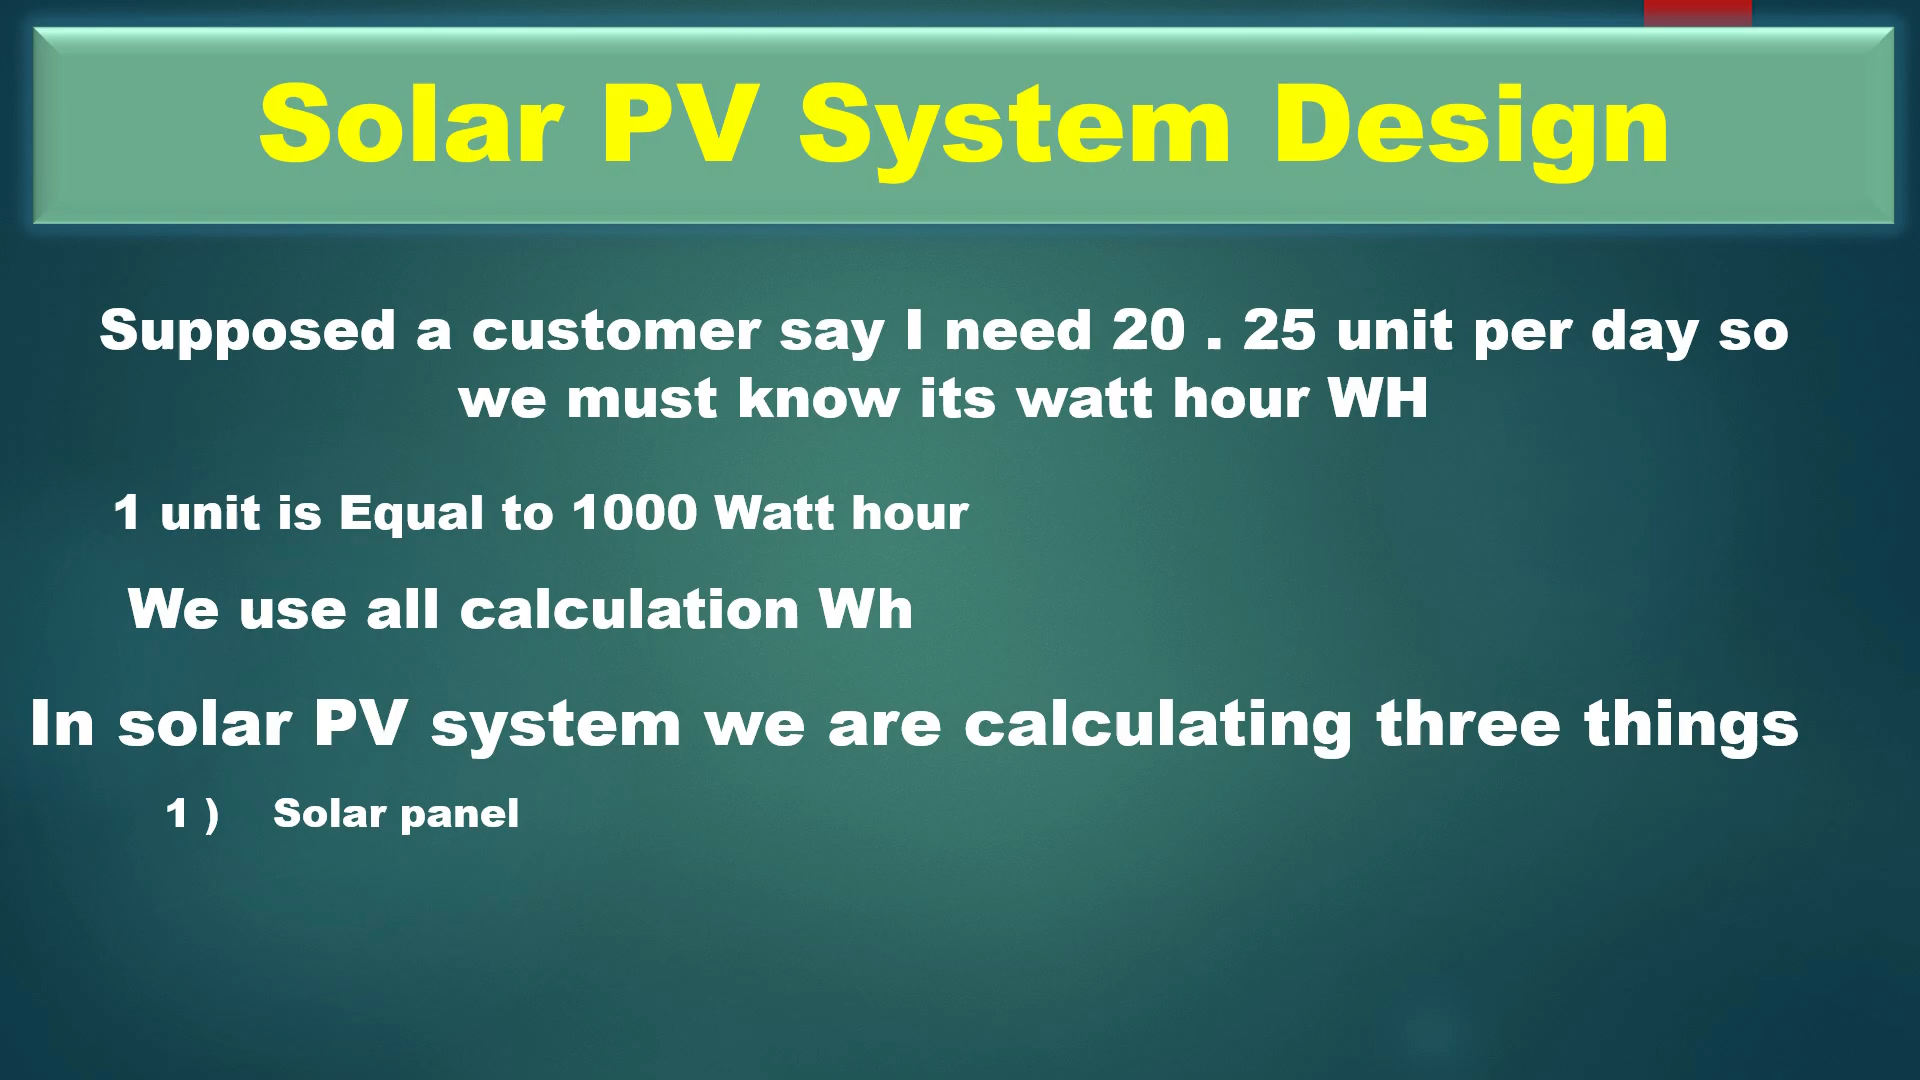 Solar PV System Design
Supposed a customer say I need 20 . 25 unit per day so
we must know its watt hour WH
1 unit is Equal to 1000 Watt hour
We use all calculation Wh
In solar PV system we are calculating three things
1 ) Solar panel